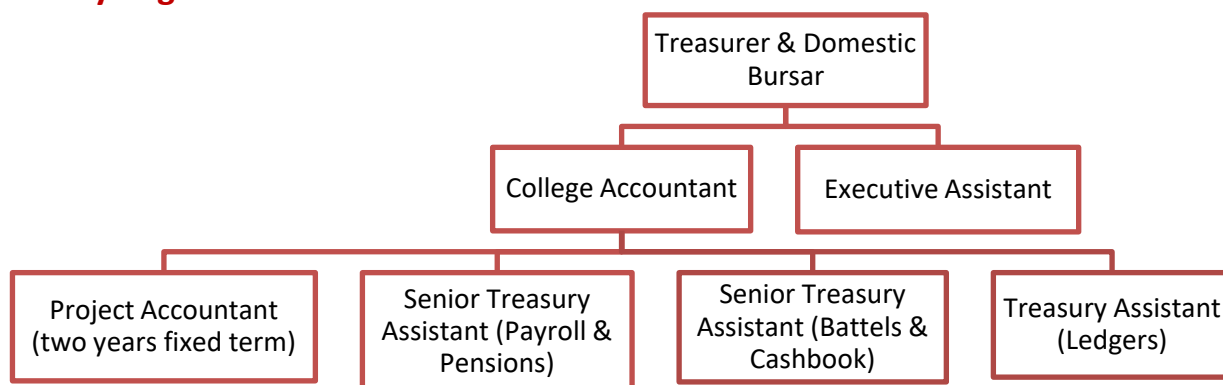 Treasurer & Domestic
Bursar
College Accountant
Executive Assistant
Project Accountant
(two years fixed term)
Senior Treasury
Assistant (Payroll &
Pensions)
Senior Treasury
Assistant (Battels &
Cashbook)
Treasury Assistant
(Ledgers)